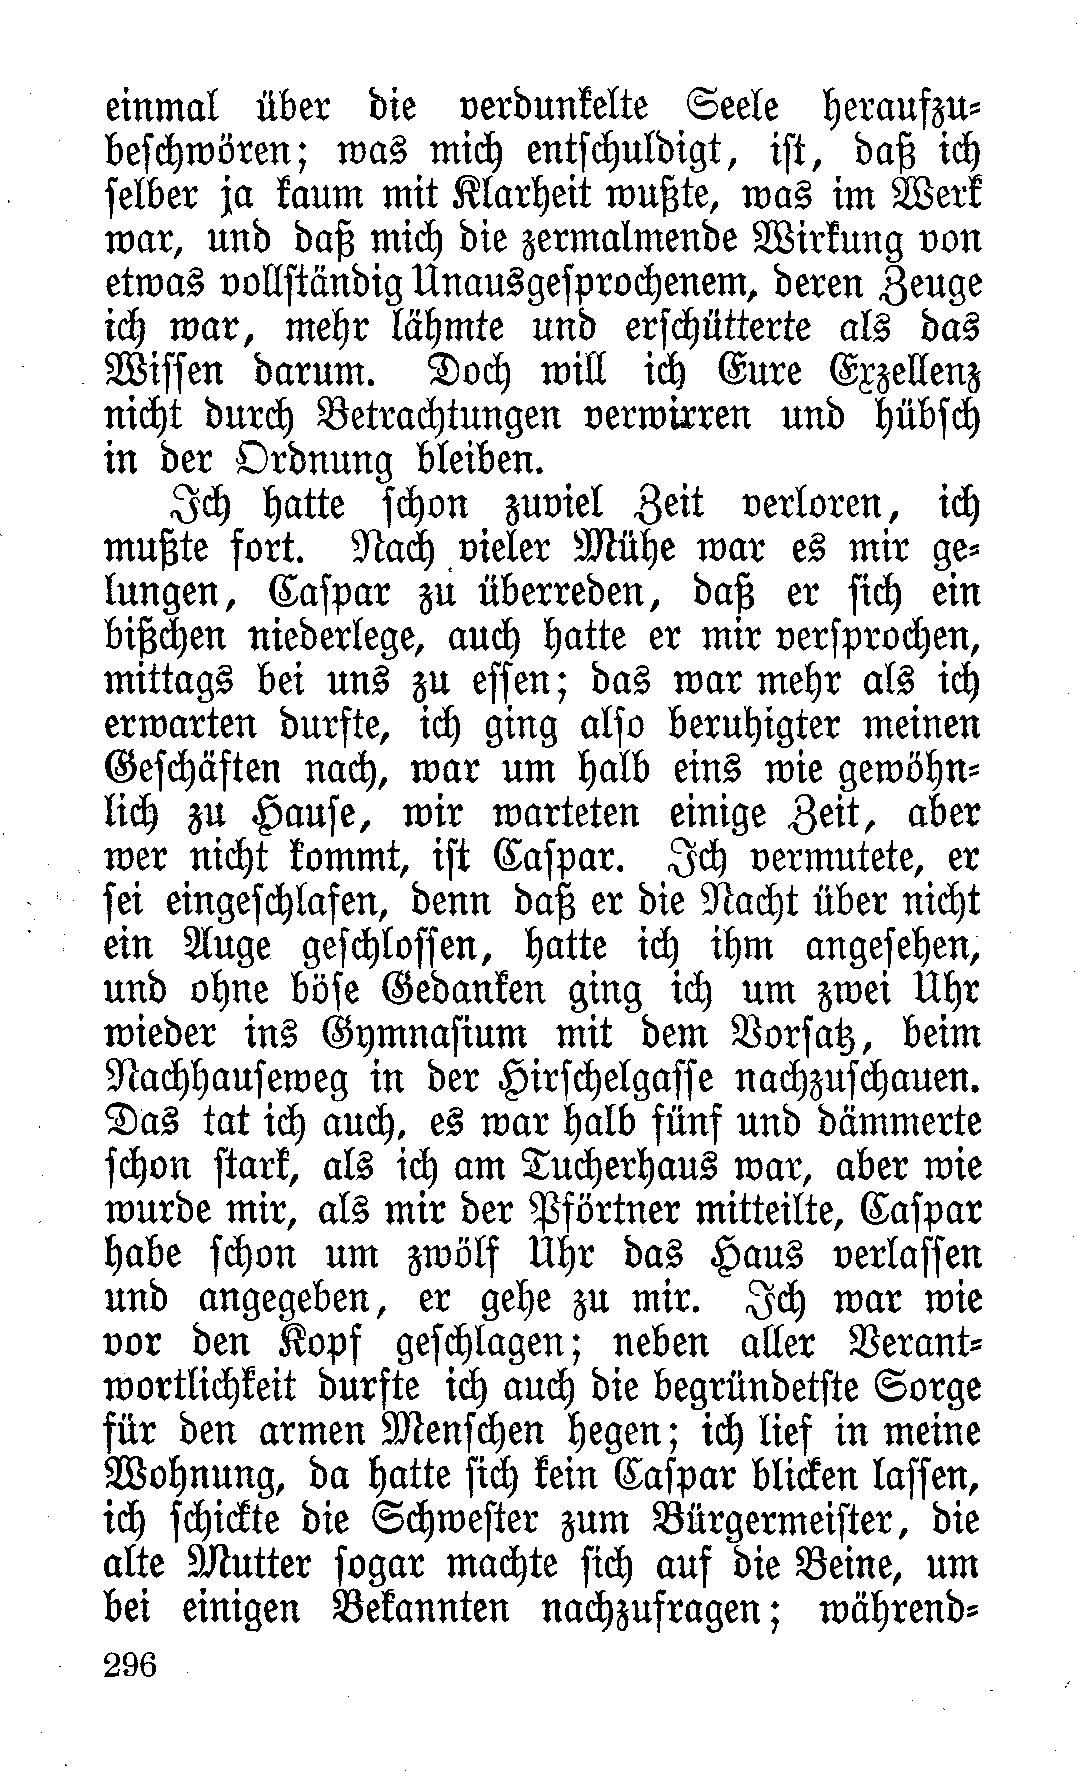 einmal über die verdunkelte Seele heraufzu-
beschwören; was mich entschuldigt, ist, daß ich
selber ja kaum mit Klarheit wußte, was im Werk
war, und daß mich die zermalmende Wirkung von
etwas vollständig Unausgesprochenem, deren Zeuge
ich war, mehr lähmte und erschütterte als das
Wissen darum. Doch will ich Eure Exzellenz
nicht durch Betrachtungen verwirren und hübsch
in der Ordnung bleiben.
Ich hatte schon zuviel Zeit verloren, ich
mußte fort. Nach vieler Mühe war es mir ge-
lungen, Caspar zu überreden, daß er sich ein
bißchen niederlege, auch hatte er mir versprochen,
mittags bei uns zu essen; das war mehr als ich
erwarten durfte, ich ging also beruhigter meinen
Geschäften nach, war um halb eins wie gewöhn-
lich zu Hause, wir warteten einige Zeit, aber
wer nicht kommt, ist Caspar. Ich vermutete, er
sei eingeschlafen, denn daß er die Nacht über nicht
ein Auge geschlossen, hatte ich ihm angesehen,
und ohne böse Gedanken ging ich um zwei Uhr
wieder ins Gymnasium mit dem Vorsatz, beim
Nachhauseweg in der Hirschelgasse nachzuschauen.
Das tat ich auch, es war halb fünf und dämmerte
schon stark, als ich am Tucherhaus war, aber wie
wurde mir, als mir der Pförtner mitteilte, Caspar
habe schon um zwölf Uhr das Haus verlassen
und angegeben, er gehe zu mir. Ich war wie
vor den Kopf geschlagen; neben aller Verant-
wortlichkeit durfte ich auch die begründetste Sorge
für den armen Menschen hegen; ich lief in meine
Wohnung, da hatte sich kein Caspar blicken lassen,
ich schickte die Schwester zum Bürgermeister, die
alte Mutter sogar machte sich auf die Beine, um
bei einigen Bekannten nachzufragen; während-
296